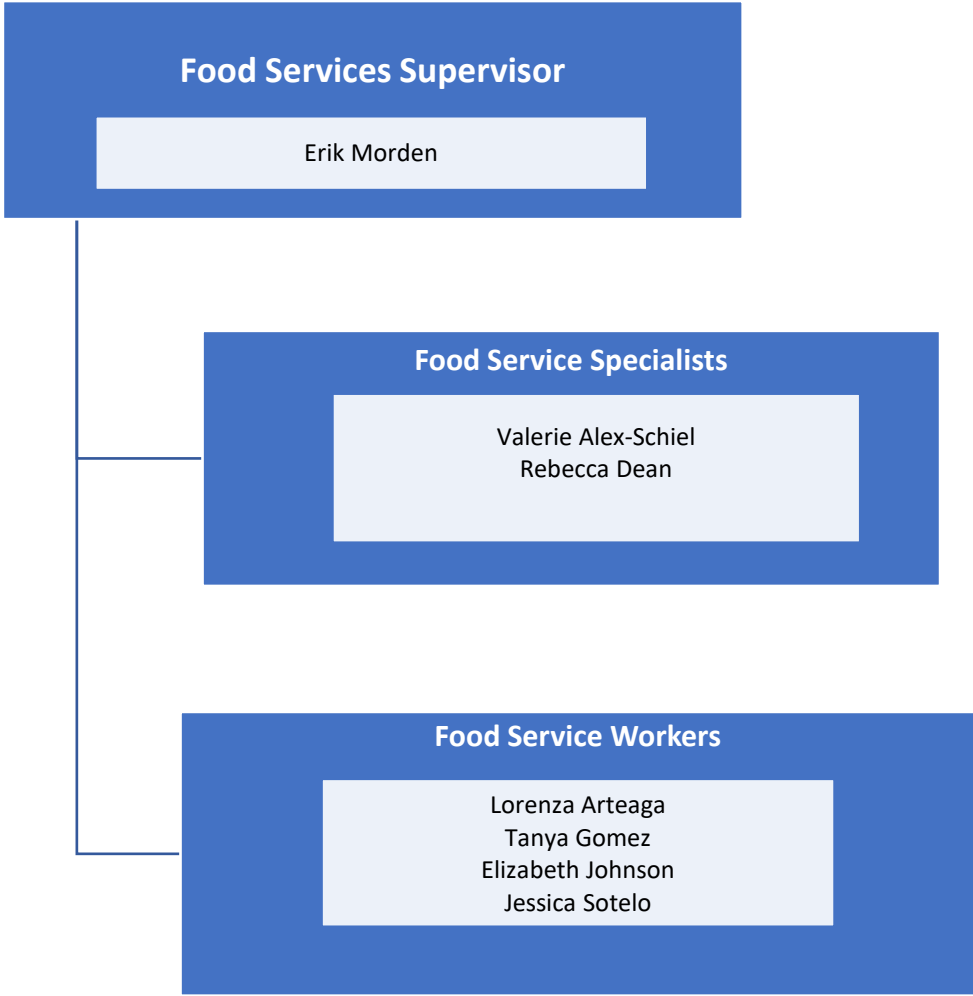 Food Services Supervisor
Erik Morden
Food Service Specialists
Valerie Alex-Schiel
Rebecca Dean
Food Service Workers
Lorenza Arteaga
Tanya Gomez
Elizabeth Johnson
Jessica Sotelo